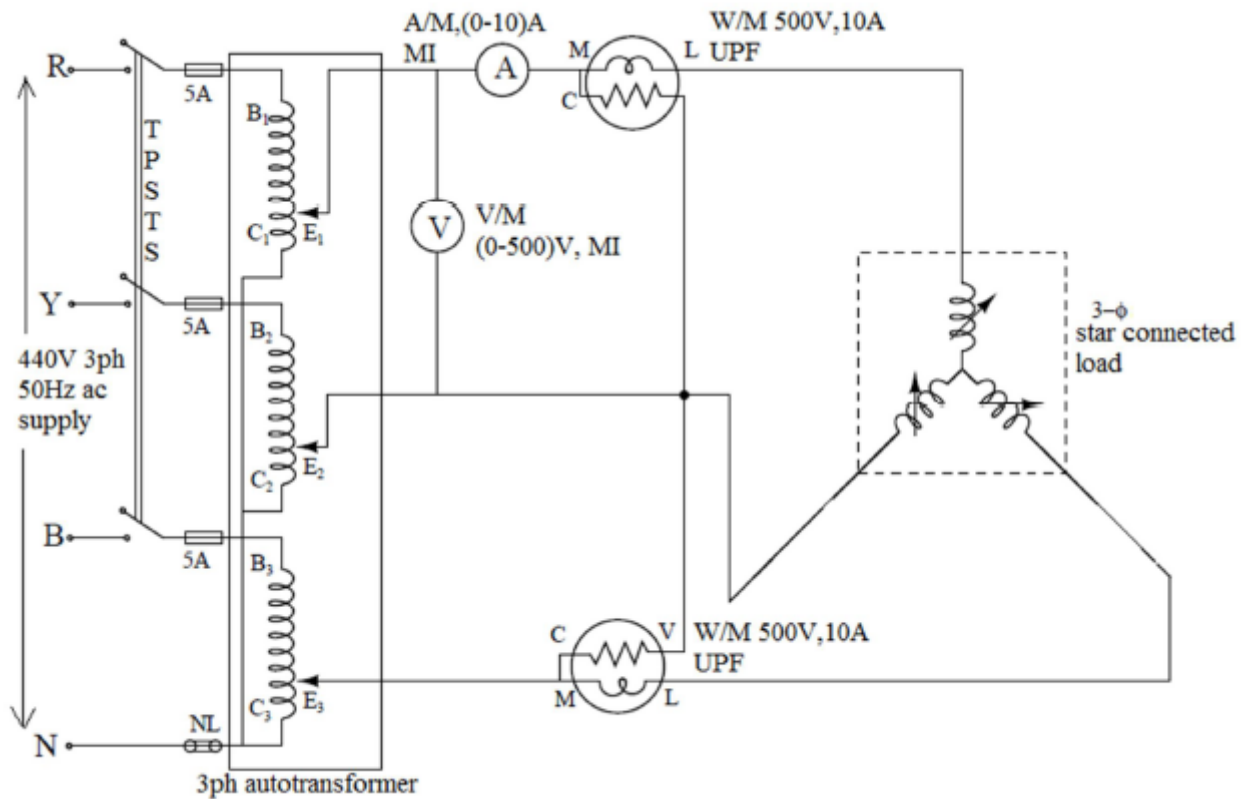 A/M,(0-10)A
MI
A
M
L
C
W/M 500V,10A
UPF
R
5A
T
P
S
T
S
B₁
C₁
E₁
V
V/M
(0-500)V, MI
Y
5A
440V 3ph
50Hz ac
supply
B₂
C₂
E₂
3-ϕ
star connected
load
B
5A
B₃
C₃
E₃
C
V
M
L
W/M 500V,10A
UPF
N
NL
3ph autotransformer